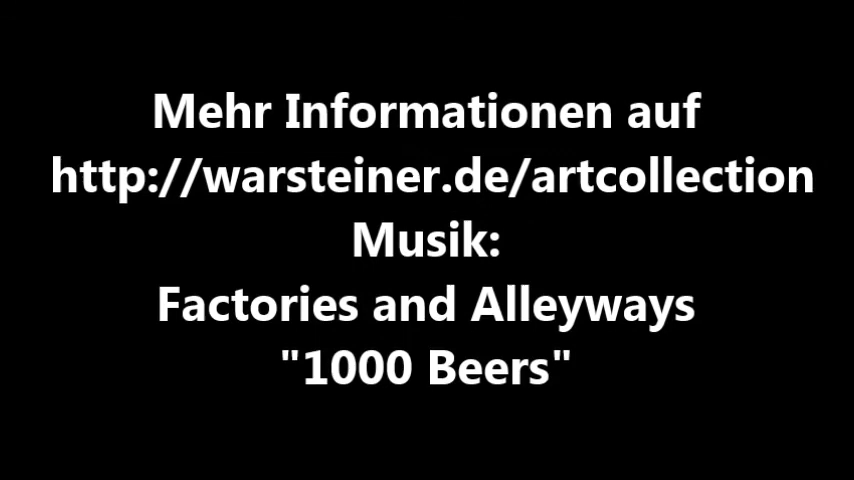 Mehr Informationen auf
http://warsteiner.de/artcollection
Musik:
Factories and Alleyways
"1000 Beers"